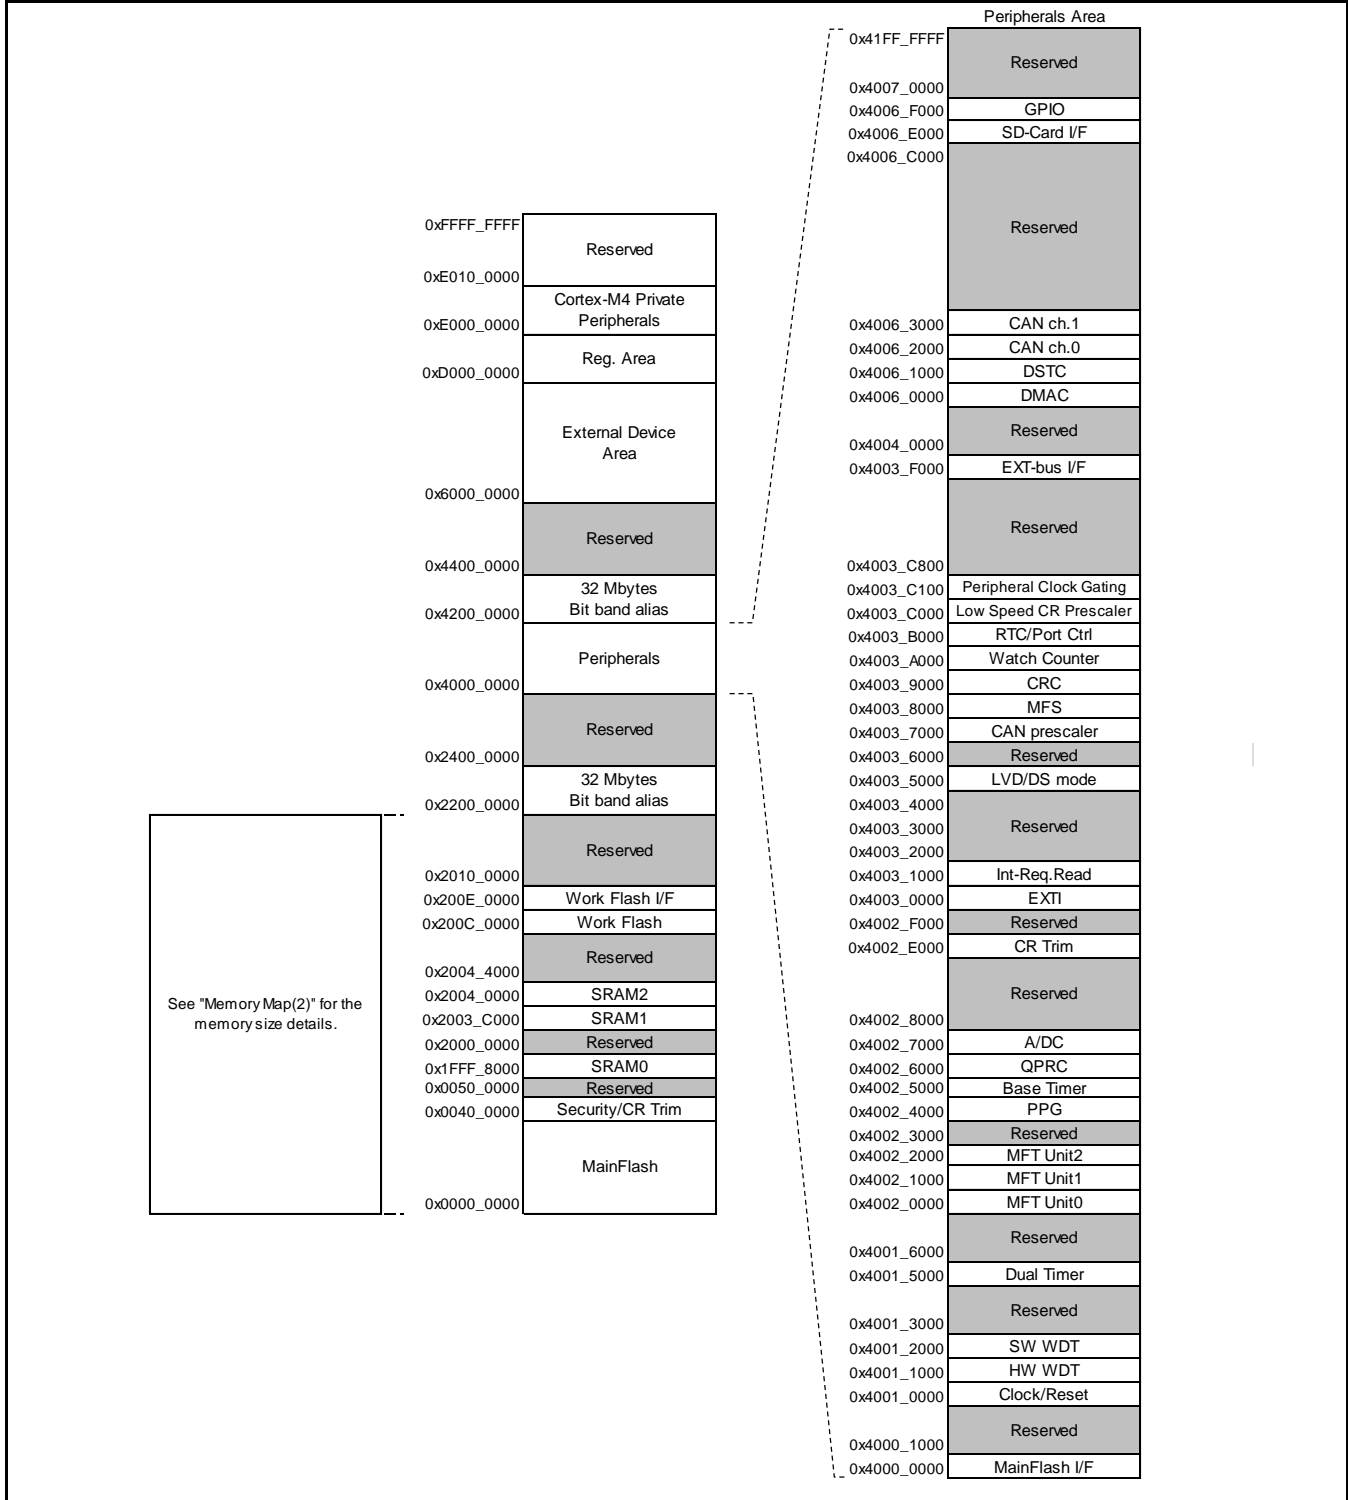 Peripherals Area
0x41FF_FFFF
Reserved
0x4007_0000
0x4006_F000 GPIO
0x4006_E000 SD-Card I/F
0x4006_C000
Reserved
0x4006_3000 CAN ch.1
0x4006_2000 CAN ch.0
0x4006_1000 DSTC
0x4006_0000 DMAC
Reserved
0x4004_0000
0x4003_F000 EXT-bus I/F
Reserved
0x4003_C800
0x4003_C100 Peripheral Clock Gating
0x4003_C000 Low Speed CR Prescaler
0x4003_B000 RTC/Port Ctrl
0x4003_A000 Watch Counter
0x4003_9000 CRC
0x4003_8000 MFS
0x4003_7000 CAN prescaler
0x4003_6000 Reserved
0x4003_5000 LVD/DS mode
0x4003_4000
0x4003_3000 Reserved
0x4003_2000
0x4003_1000 Int-Req.Read
0x4003_0000 EXTI
0x4002_F000 Reserved
0x4002_E000 CR Trim
Reserved
0x4002_8000
0x4002_7000 A/DC
0x4002_6000 QPRC
0x4002_5000 Base Timer
0x4002_4000 PPG
0x4002_3000 Reserved
0x4002_2000 MFT Unit2
0x4002_1000 MFT Unit1
0x4002_0000 MFT Unit0
Reserved
0x4001_6000
0x4001_5000 Dual Timer
Reserved
0x4001_3000
0x4001_2000 SW WDT
0x4001_1000 HW WDT
0x4001_0000 Clock/Reset
Reserved
0x4000_1000
0x4000_0000 MainFlash I/F
0xFFFF_FFFF
Reserved
0xE010_0000
Cortex-M4 Private
0xE000_0000 Peripherals
Reg. Area
0xD000_0000
External Device
Area
0x6000_0000
Reserved
0x4400_0000
32 Mbytes
0x4200_0000 Bit band alias
Peripherals
0x4000_0000
Reserved
0x2400_0000
32 Mbytes
0x2200_0000 Bit band alias
Reserved
0x2010_0000
0x200E_0000 Work Flash I/F
0x200C_0000 Work Flash
Reserved
0x2004_4000
0x2004_0000 SRAM2
0x2003_C000 SRAM1
0x2000_0000 Reserved
0x1FFF_8000 SRAM0
0x0050_0000 Reserved
0x0040_0000 Security/CR Trim
MainFlash
0x0000_0000
See "Memory Map(2)" for the
memory size details.